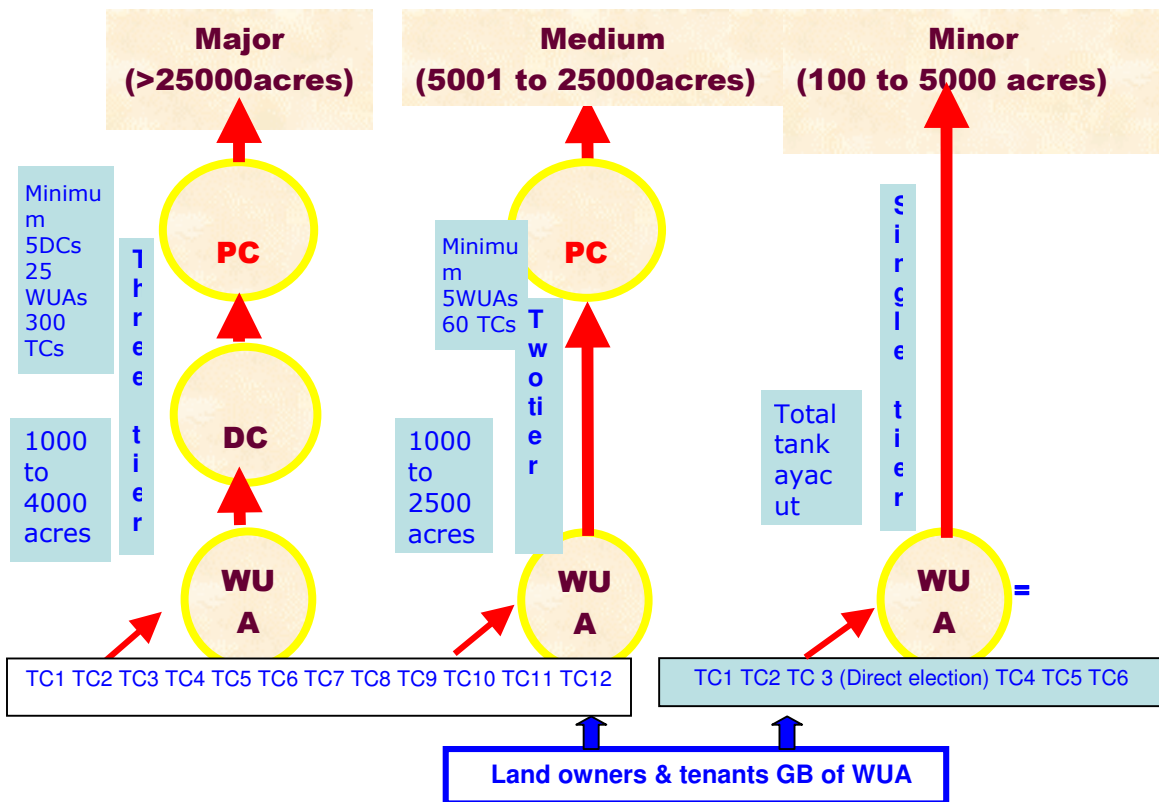 Major
(>25000acres)
Medium
(5001 to 25000acres)
Minor
(100 to 5000 acres)
Minimu
m
5DCs
25
WUAs
300
TCs
T
h
r
e
e
t
i
e
r
PC
DC
1000
to
4000
acres
WU
A
Minimu
m
5WUAs
60 TCs
T
w
o
ti
e
r
PC
1000
to
2500
acres
WU
A
S
i
n
gl
e
t
i
e
r
Total
tank
ayac
ut
WU
A
=
TC1 TC2 TC3 TC4 TC5 TC6 TC7 TC8 TC9 TC10 TC11 TC12
TC1 TC2 TC 3 (Direct election) TC4 TC5 TC6
Land owners & tenants GB of WUA